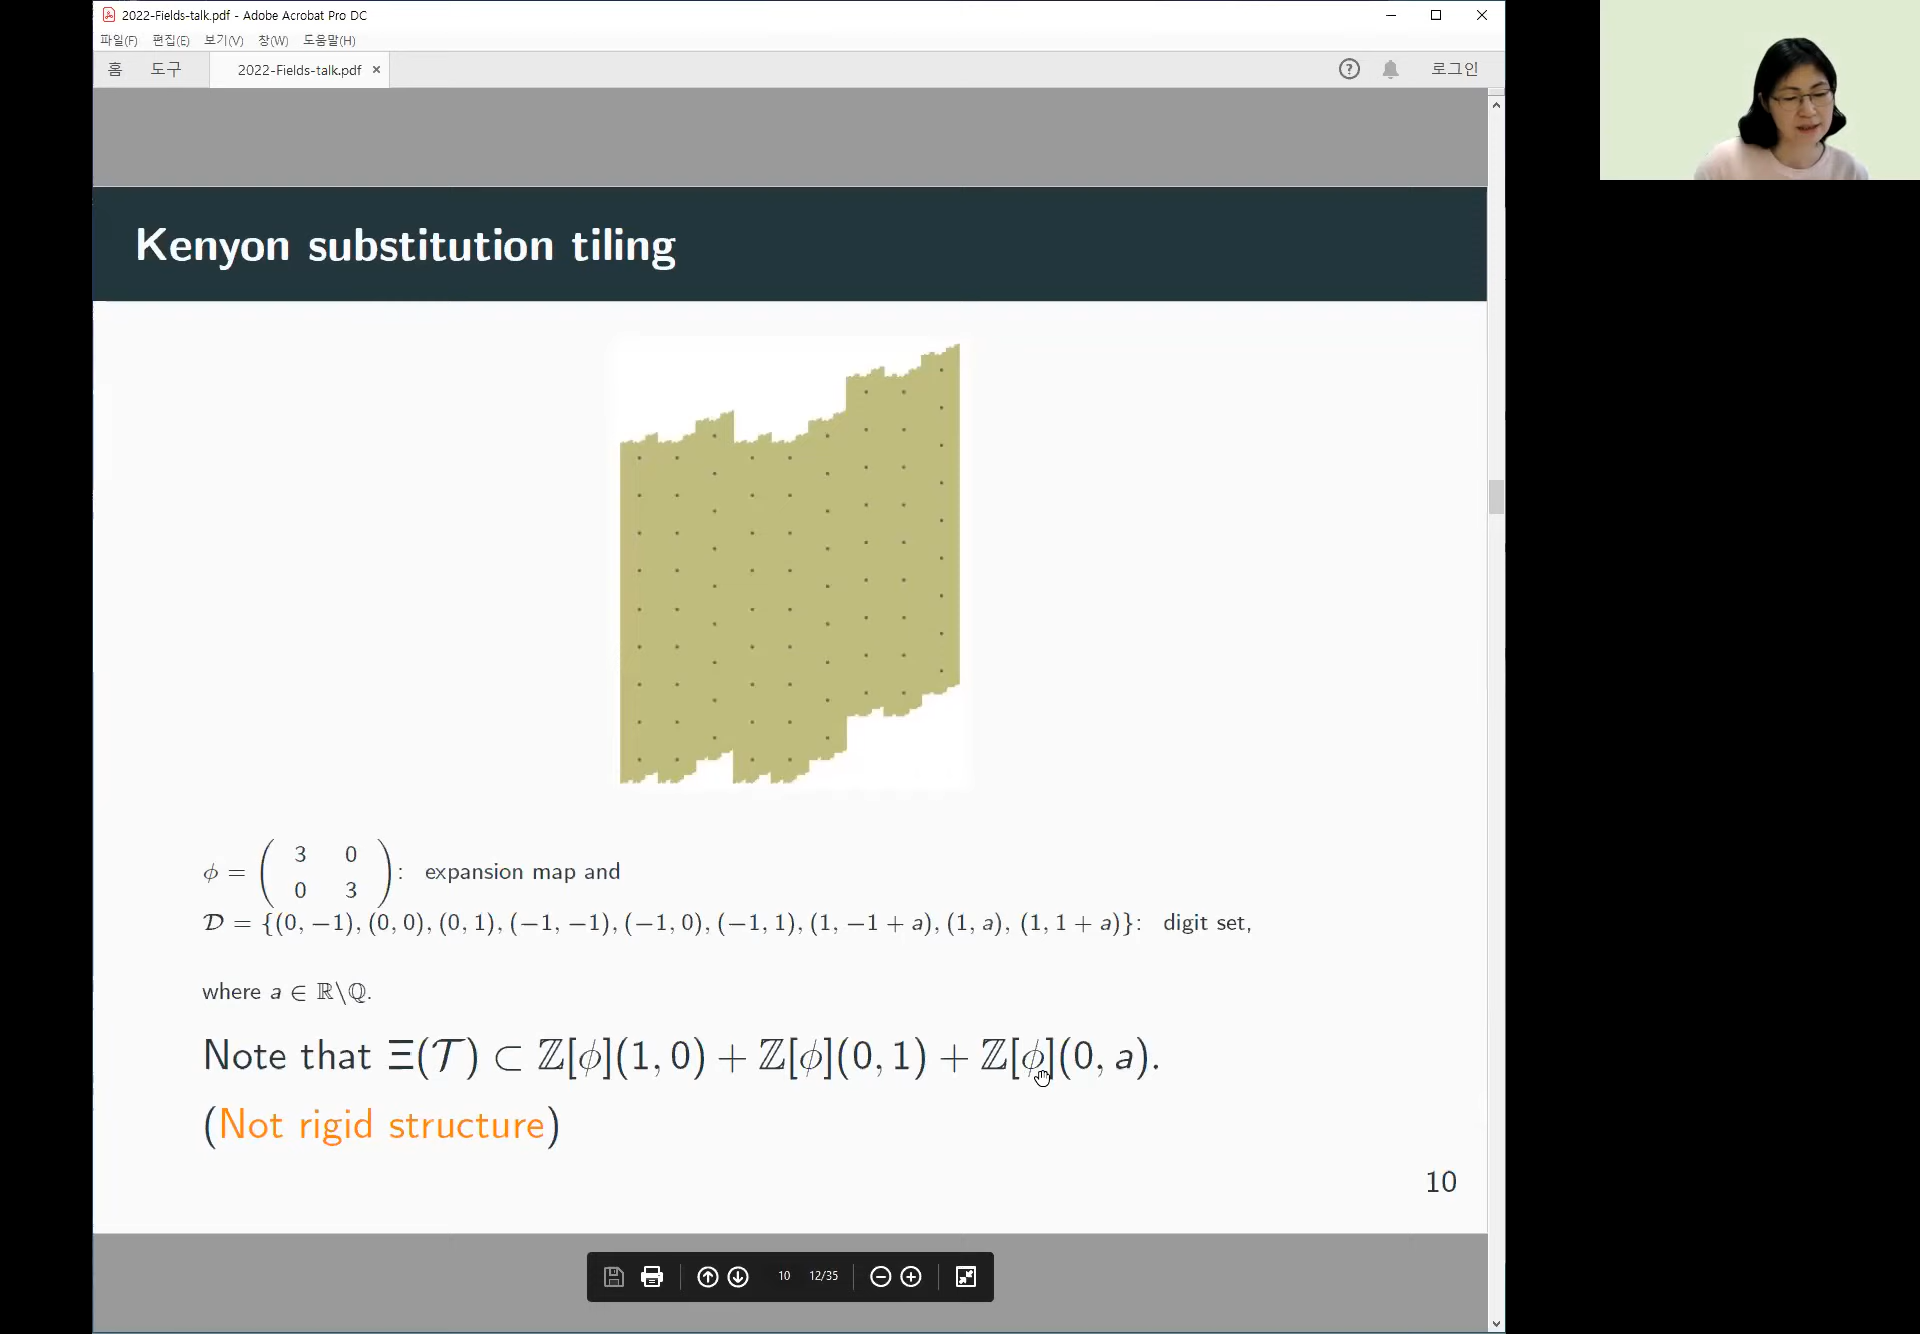 2022-Fields-talk.pdf - Adobe Acrobat Pro DC
파일(F) 편집(E) 보기(V) 창(W) 도움말(H)
홈 도구 2022-Fields-talk.pdf × ? 로그인
Kenyon substitution tiling
ϕ = ( 3 0
0 3 ): expansion map and
𝒟 = {(0, −1), (0, 0), (0, 1), (−1, −1), (−1, 0), (−1, 1), (1, −1 + a), (1, a), (1, 1 + a)}: digit set,
where a ∈ ℝ\ℚ.
Note that Ξ(𝒯) ⊂ ℤ[ϕ](1, 0) + ℤ[ϕ](0, 1) + ℤ[ϕ](0, a).
(Not rigid structure)
10
10 12/35